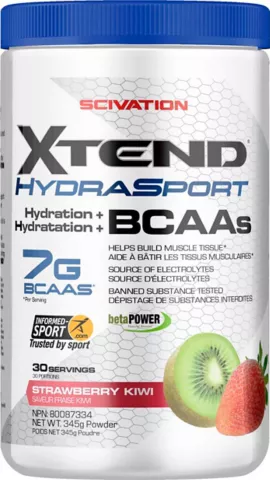 SCIVATION
XTEND
HYDRASPORT
Hydration +
Hydratation +
BCAAs
7G
BCAAS*
*Per Serving
HELPS BUILD MUSCLE TISSUE*
AIDE À BÂTIR LES TISSUS MUSCULAIRES*
SOURCE OF ELECTROLYTES
SOURCE D'ÉLECTROLYTES
BANNED SUBSTANCE TESTED
DÉPISTAGE DE SUBSTANCES INTERDITES
INFORMED-
SPORT
.com
Trusted by sport
betaPOWER
30 SERVINGS
30 PORTIONS
STRAWBERRY KIWI
SAVEUR FRAISE KIWI
NPN: 80087334
NET WT. 345g Powder
POIDS NET 345g Poudre